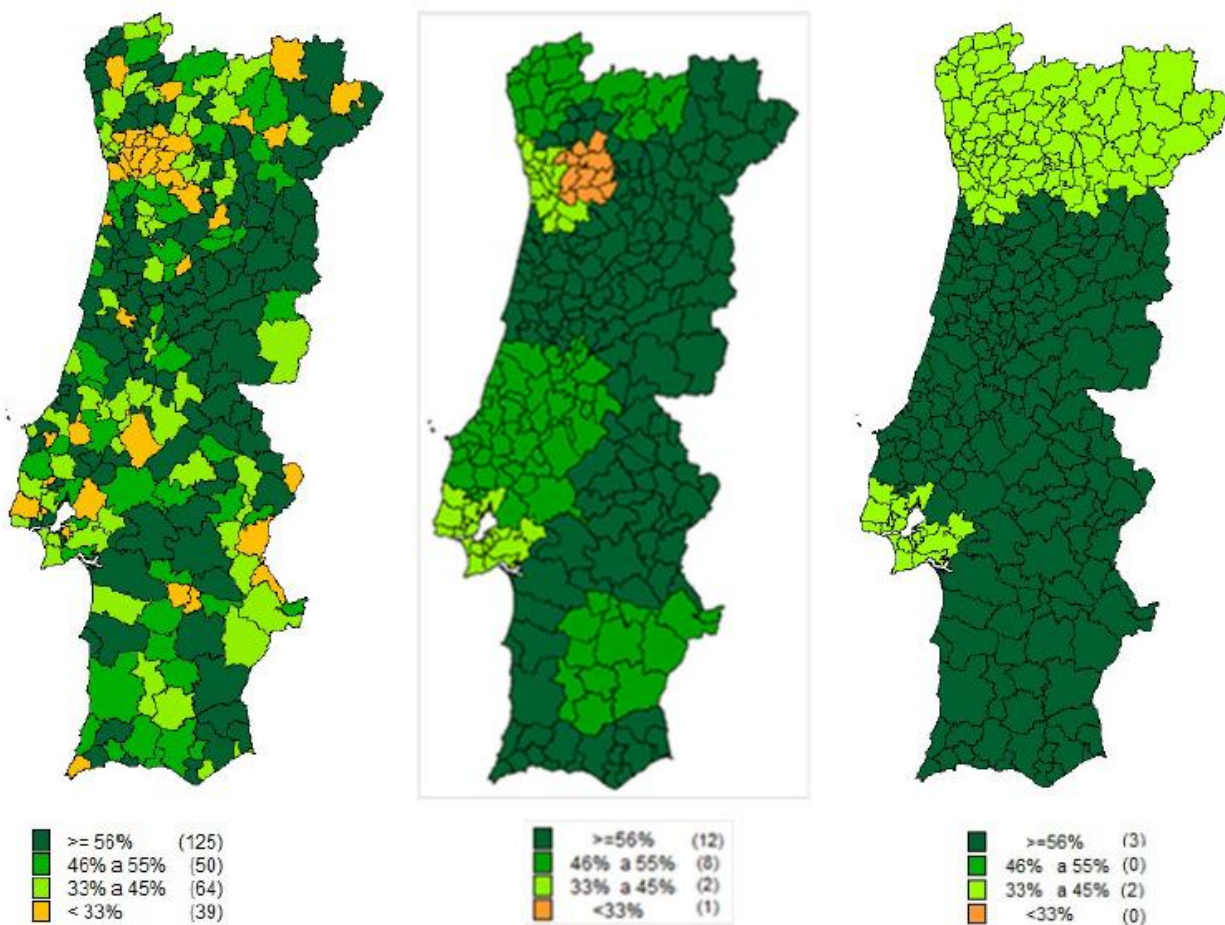 >= 56% (125)
46% a 55% (50)
33% a 45% (64)
< 33% (39)
>=56% (12)
46% a 55% (8)
33% a 45% (2)
<33% (1)
>=56% (3)
46% a 55% (0)
33% a 45% (2)
<33% (0)